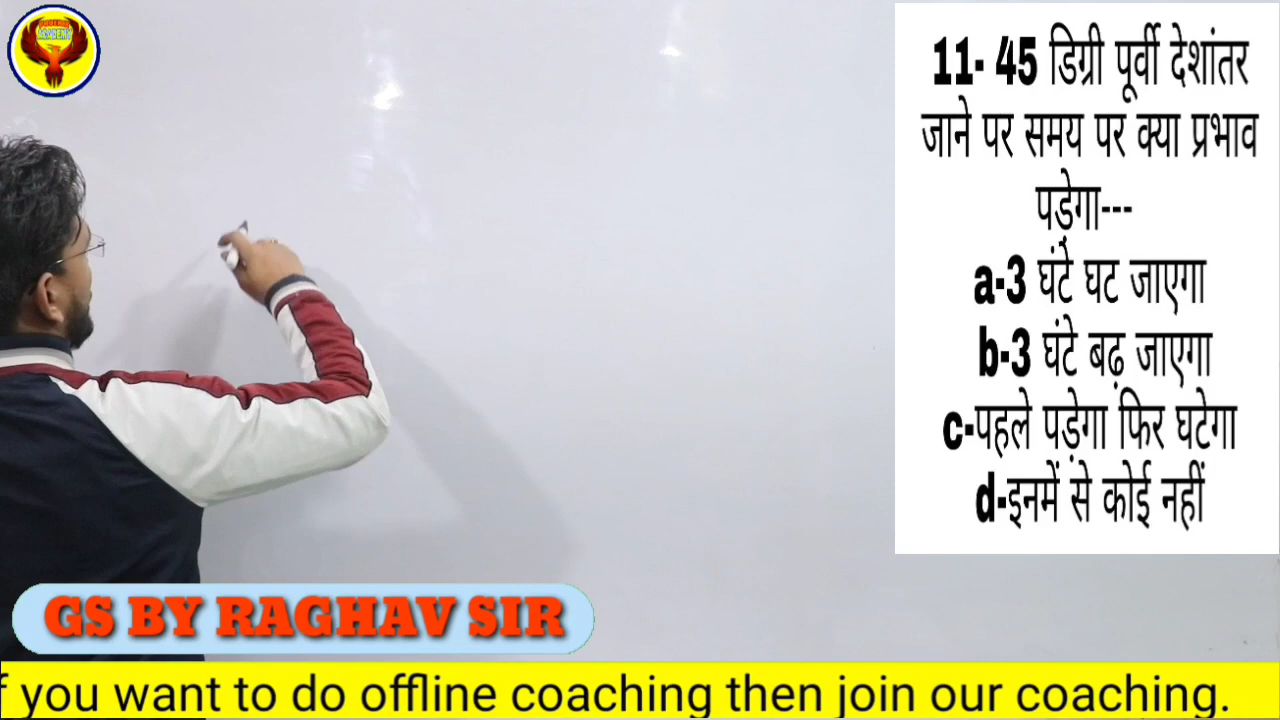 ACADEMY
11- 45 डिग्री पूर्वी देशांतर
जाने पर समय पर क्या प्रभाव
पड़ेगा---
a-3 घंटे घट जाएगा
b-3 घंटे बढ़ जाएगा
c-पहले पड़ेगा फिर घटेगा
d-इनमें से कोई नहीं
GS BY RAGHAV SIR
you want to do offline coaching then join our coaching.